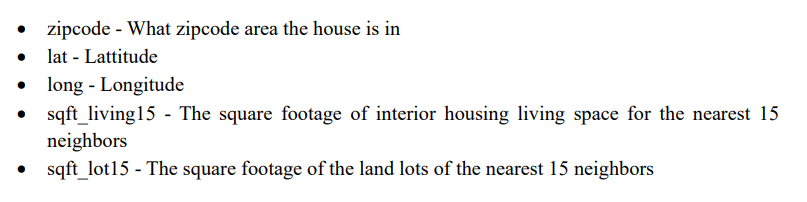 • zipcode - What zipcode area the house is in
• lat - Lattitude
• long - Longitude
• sqft_living15 - The square footage of interior housing living space for the nearest 15
neighbors
• sqft_lot15 - The square footage of the land lots of the nearest 15 neighbors